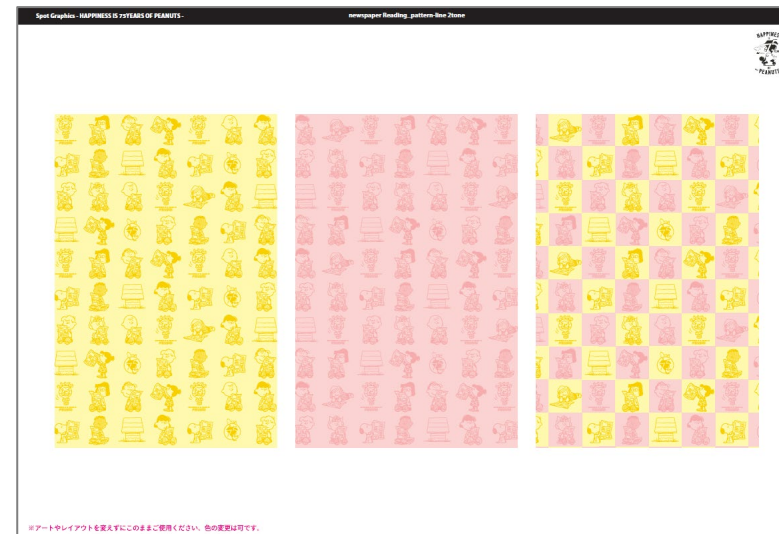 Spot Graphics - HAPPINESS IS 75YEARS OF PEANUTS -
newspaper Reading_pattern-line 2tone
HAPPINESS
PEANUTS
※アートやレイアウトを変えずにこのままご使用ください。色の変更は可です。